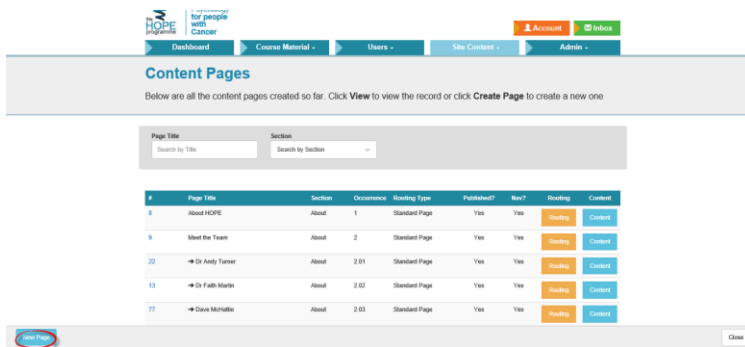 the
HOPE
programme
Psychology
for people
with
Cancer
Account
Inbox
Dashboard
Course Material
Users
Site Content
Admin
Content Pages
Below are all the content pages created so far. Click View to view the record or click Create Page to create a new one
Page Title
Section
Search by Title
Search by Section
# Page Title Section Occurrence Routing Type Published? Nav? Routing Content
8 About HOPE About 1 Standard Page Yes Yes Routing Content
9 Meet the Team About 2 Standard Page Yes Yes Routing Content
22 ➔ Dr Andy Turner About 2.01 Standard Page Yes Yes Routing Content
13 ➔ Dr Faith Martin About 2.02 Standard Page Yes Yes Routing Content
77 ➔ Dave McHattie About 2.03 Standard Page Yes Yes Routing Content
New Page
Close